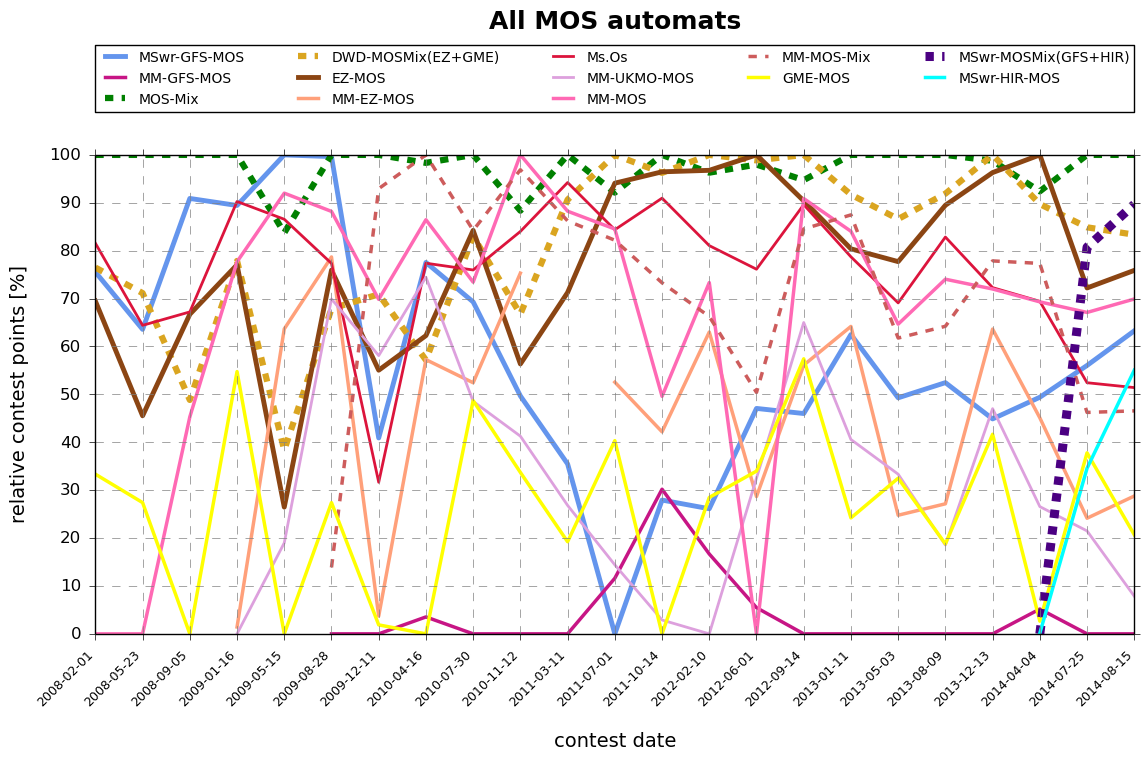 All MOS automats
MSwr-GFS-MOS DWD-MOSMix(EZ+GME) Ms.Os MM-MOS-Mix MSwr-MOSMix(GFS+HIR)
MM-GFS-MOS EZ-MOS MM-UKMO-MOS GME-MOS MSwr-HIR-MOS
MOS-Mix MM-EZ-MOS MM-MOS
100
90
80
70
60
50
40
30
20
10
0
relative contest points [%]
2008-02-01 2008-05-23 2008-09-05 2009-01-16 2009-05-15 2009-08-28 2009-12-11 2010-04-16 2010-07-30 2010-11-12 2011-03-11 2011-07-01 2011-10-14 2012-02-10 2012-06-01 2012-09-14 2013-01-11 2013-05-03 2013-08-09 2013-12-13 2014-04-04 2014-07-25 2014-08-15
contest date